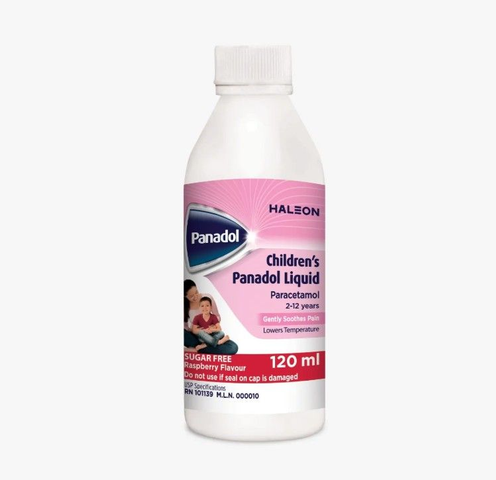 HALEON
Panadol
Children's
Panadol Liquid
Paracetamol
2-12 years
Gently Soothes Pain
Lowers Temperature
SUGAR FREE
Raspberry Flavour
120 ml
Do not use if seal on cap is damaged
USP Specifications
RN 101139 M.L.N. 000010